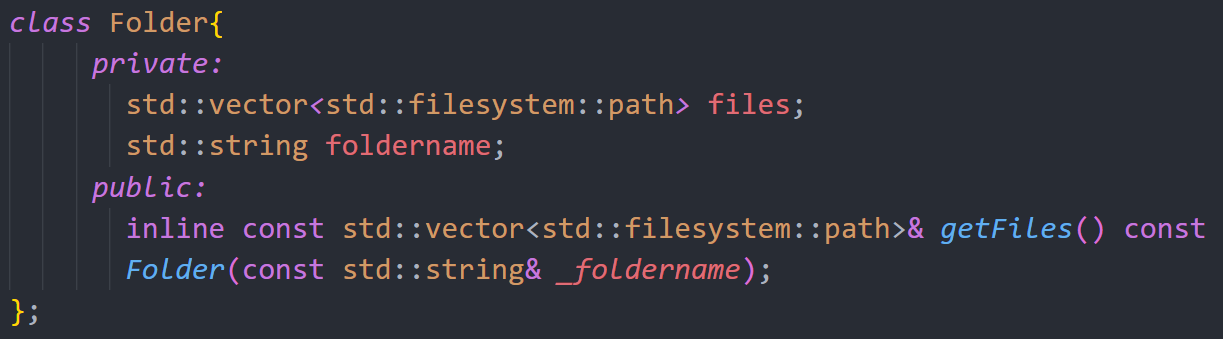 class Folder{
private:
std::vector<std::filesystem::path> files;
std::string foldername;
public:
inline const std::vector<std::filesystem::path>& getFiles() const
Folder(const std::string& _foldername);
};